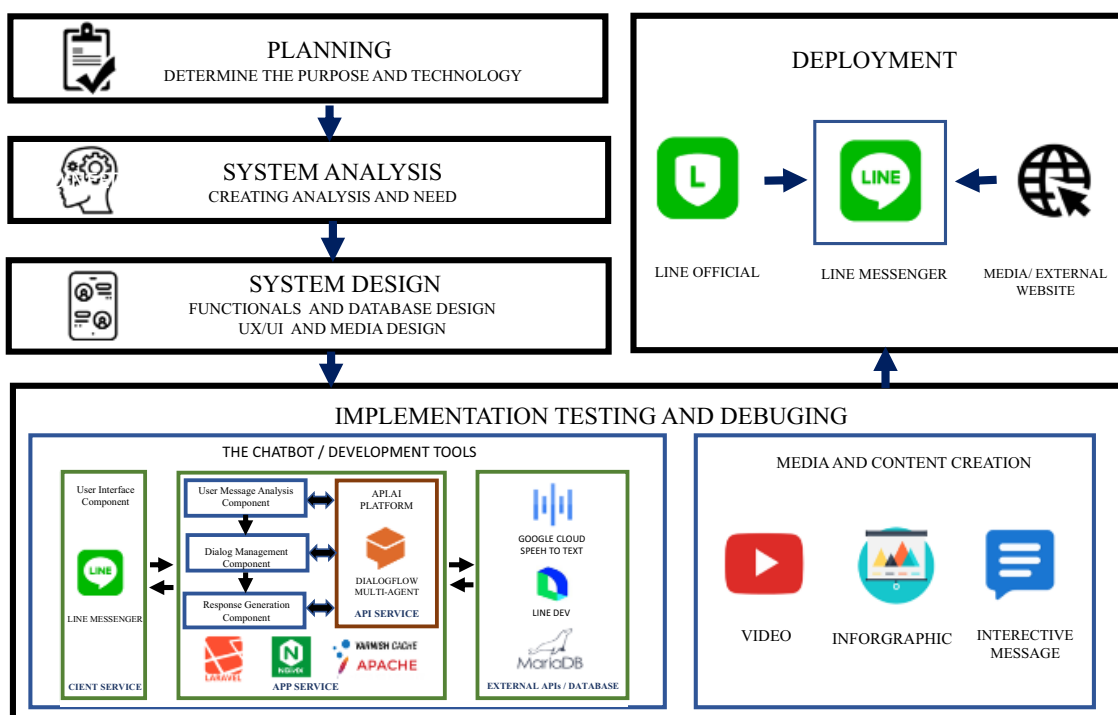 PLANNING
DETERMINE THE PURPOSE AND TECHNOLOGY
SYSTEM ANALYSIS
CREATING ANALYSIS AND NEED
SYSTEM DESIGN
FUNCTIONALS AND DATABASE DESIGN
UX/UI AND MEDIA DESIGN
DEPLOYMENT
L
LINE
LINE OFFICIAL
LINE MESSENGER
MEDIA/ EXTERNAL
WEBSITE
IMPLEMENTATION TESTING AND DEBUGING
THE CHATBOT / DEVELOPMENT TOOLS
User Interface
Component
LINE
LINE MESSENGER
CIENT SERVICE
User Message Analysis
Component
Dialog Management
Component
Response Generation
Component
API.AI
PLATFORM
DIALOGFLOW
MULTI-AGENT
API SERVICE
LARAVEL
N
NGINX
VARNISH CACHE
APACHE
APP SERVICE
GOOGLE CLOUD
SPEEH TO TEXT
LINE DEV
MariaDB
EXTERNAL APIs / DATABASE
MEDIA AND CONTENT CREATION
VIDEO
INFORGRAPHIC
INTERECTIVE
MESSAGE